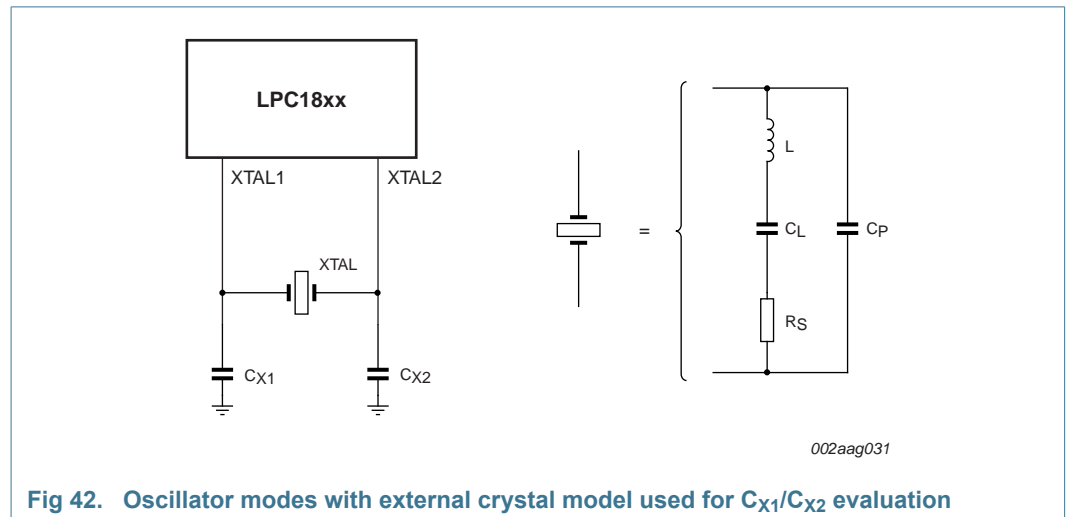 LPC18xx
XTAL1
XTAL2
XTAL
CX1
CX2
=
L
CL
CP
RS
002aag031
Fig 42. Oscillator modes with external crystal model used for CX1/CX2 evaluation